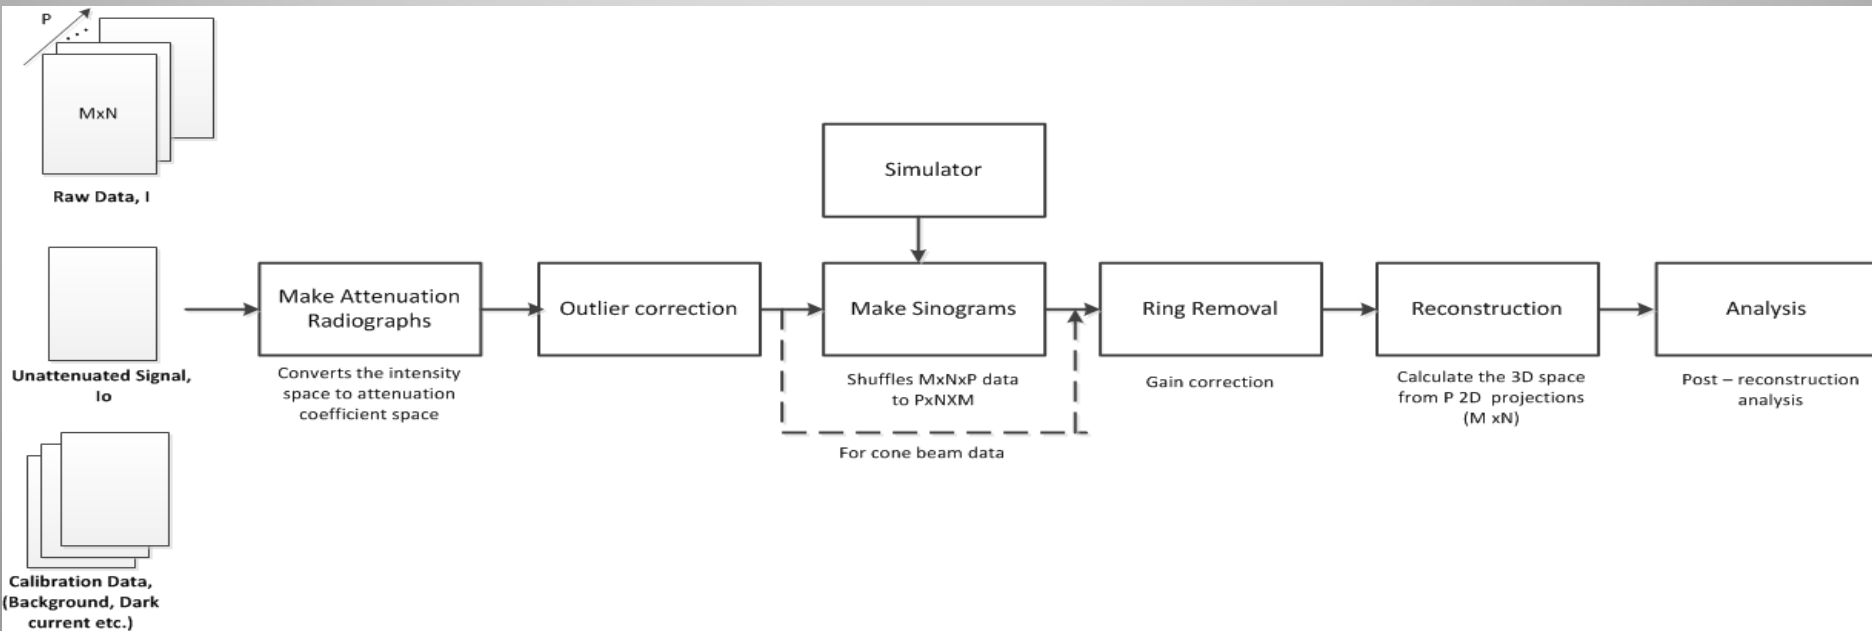 P
MxN
Raw Data, I
Unattenuated Signal,
Io
Calibration Data,
(Background, Dark
current etc.)
Make Attenuation
Radiographs
Converts the intensity
space to attenuation
coefficient space
Outlier correction
Simulator
Make Sinograms
Shuffles MxNxP data
to PxNXM
For cone beam data
Ring Removal
Gain correction
Reconstruction
Calculate the 3D space
from P 2D projections
(M xN)
Analysis
Post – reconstruction
analysis